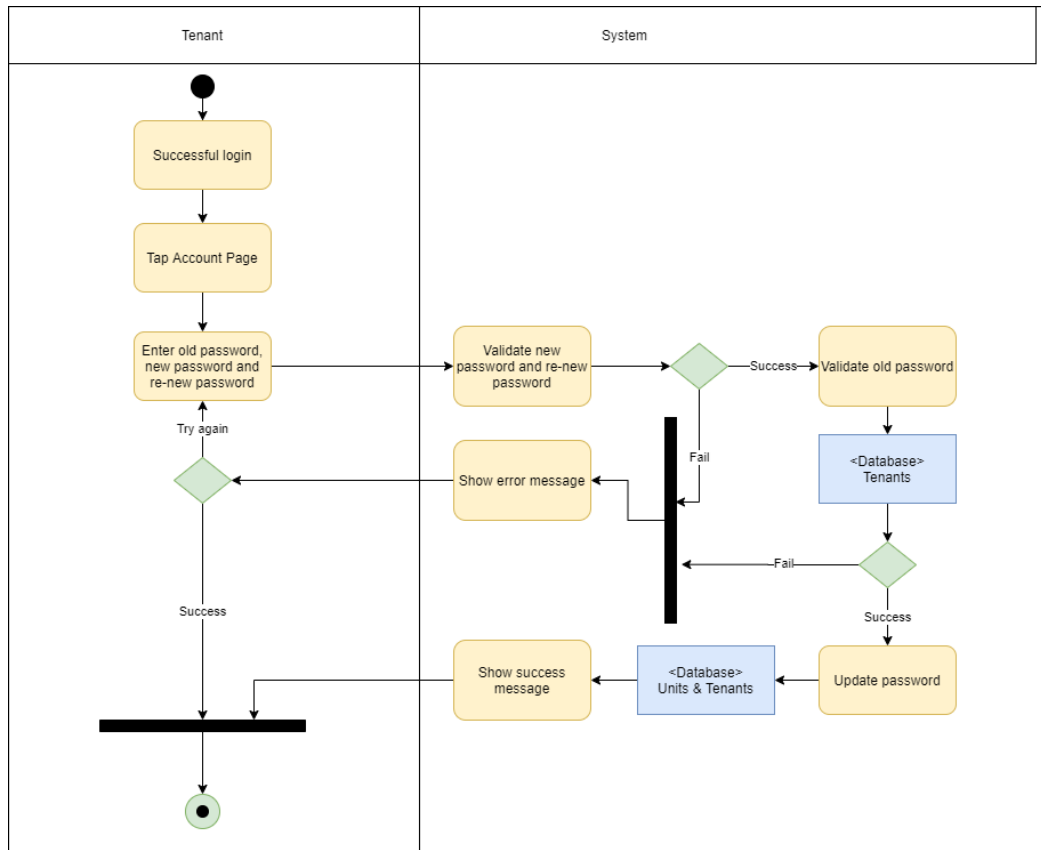 Tenant
System
Successful login
Tap Account Page
Enter old password,
new password and
re-new password
Validate new
password and re-new
password
Success
Validate old password
Try again
Fail
<Database>
Tenants
Show error message
Fail
Success
Success
Show success
message
<Database>
Units & Tenants
Update password